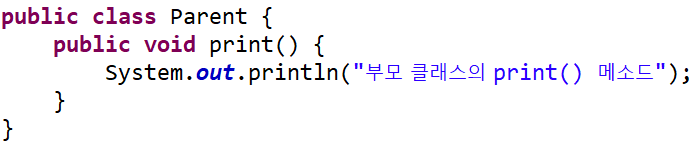 public class Parent {
    public void print() {
        System.out.println("부모 클래스의 print() 메소드");
    }
}